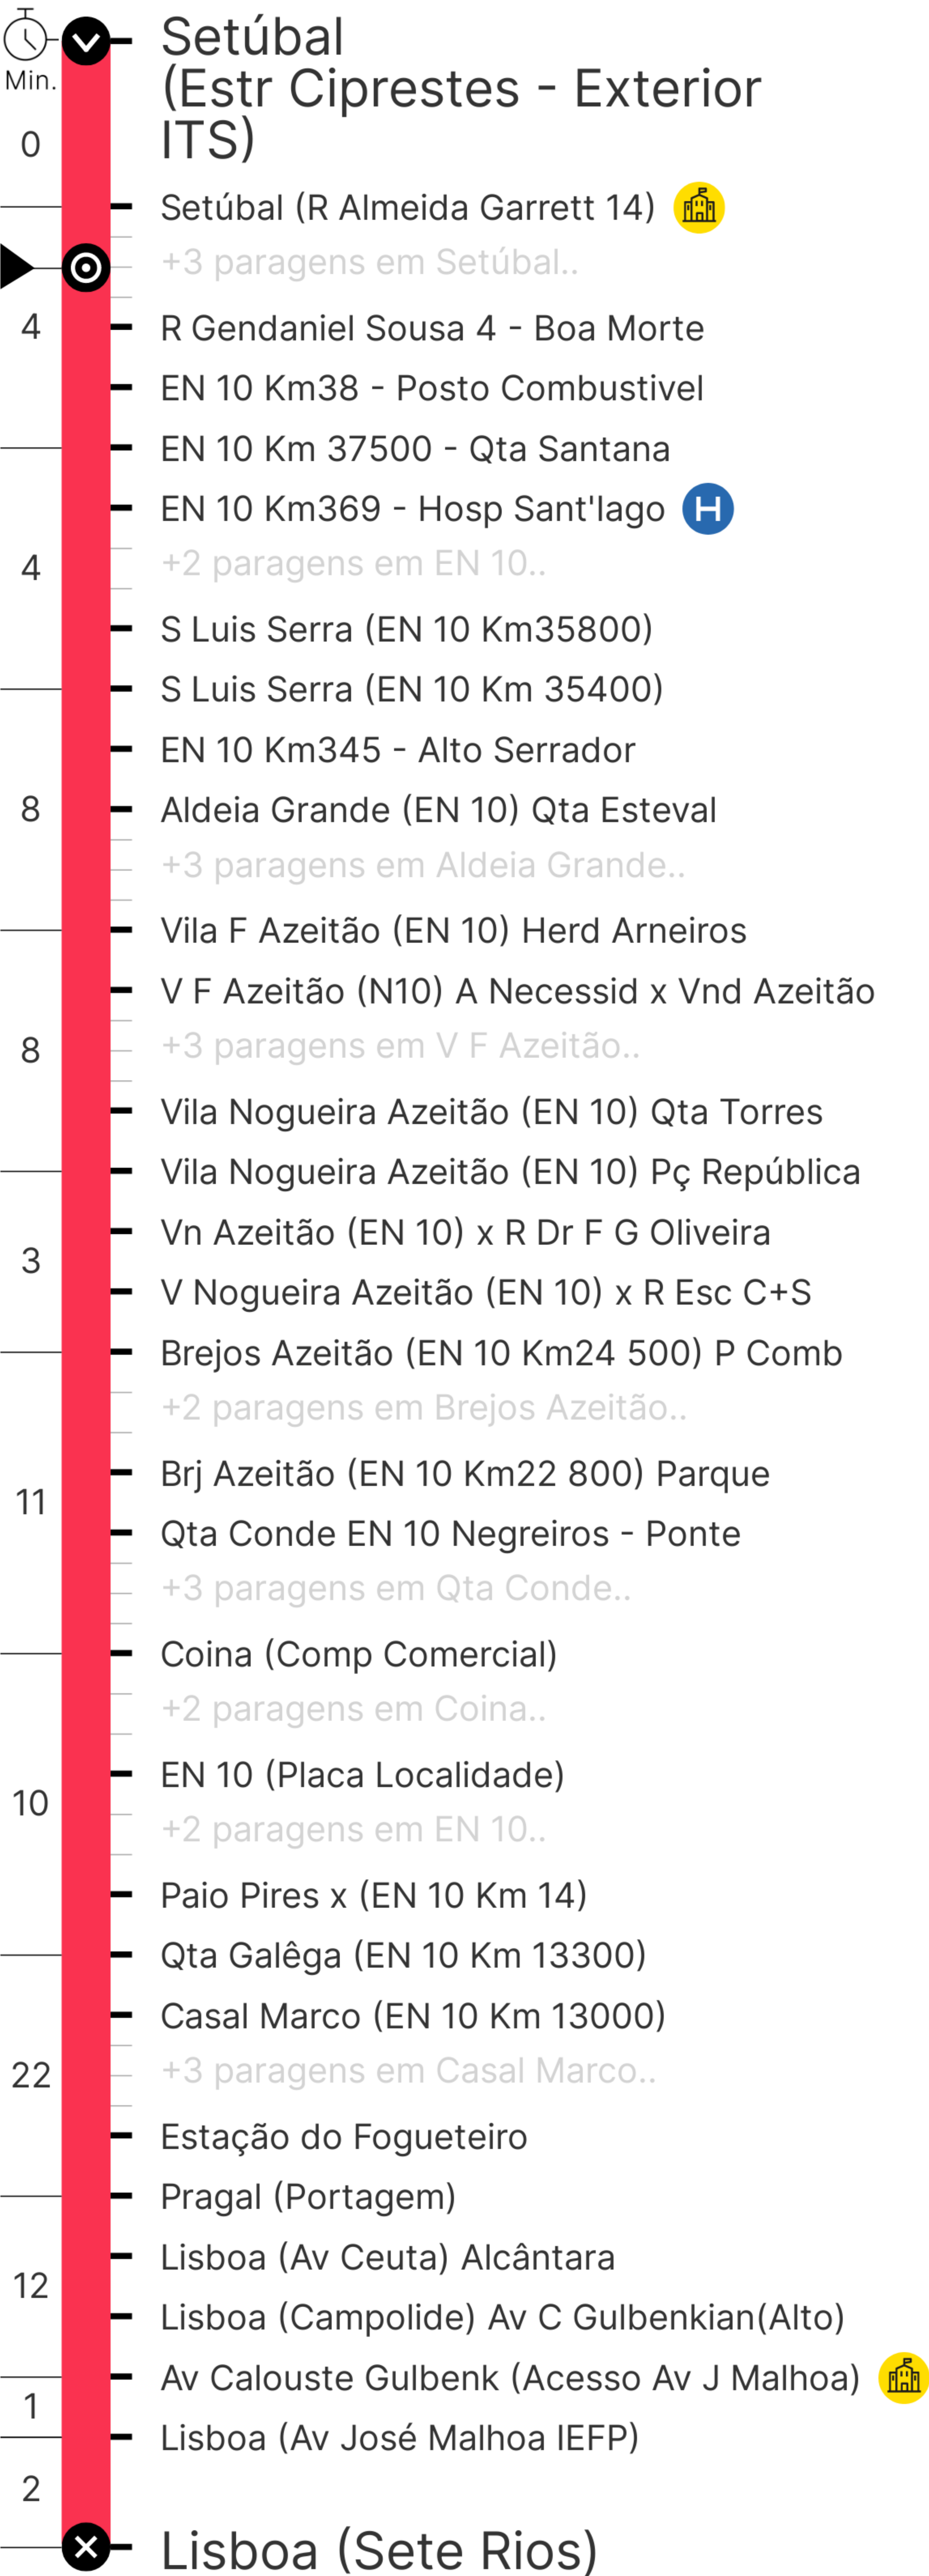 Min.
Setúbal
(Estr Ciprestes - Exterior
ITS)
0
Setúbal (R Almeida Garrett 14)
+3 paragens em Setúbal..
4
R Gendaniel Sousa 4 - Boa Morte
EN 10 Km38 - Posto Combustivel
EN 10 Km 37500 - Qta Santana
EN 10 Km369 - Hosp Sant'Iago H
4
+2 paragens em EN 10..
S Luis Serra (EN 10 Km35800)
S Luis Serra (EN 10 Km 35400)
EN 10 Km345 - Alto Serrador
8
Aldeia Grande (EN 10) Qta Esteval
+3 paragens em Aldeia Grande..
Vila F Azeitão (EN 10) Herd Arneiros
V F Azeitão (N10) A Necessid x Vnd Azeitão
8
+3 paragens em V F Azeitão..
Vila Nogueira Azeitão (EN 10) Qta Torres
Vila Nogueira Azeitão (EN 10) Pç República
Vn Azeitão (EN 10) x R Dr F G Oliveira
3
V Nogueira Azeitão (EN 10) x R Esc C+S
Brejos Azeitão (EN 10 Km24 500) P Comb
+2 paragens em Brejos Azeitão..
Brj Azeitão (EN 10 Km22 800) Parque
11
Qta Conde EN 10 Negreiros - Ponte
+3 paragens em Qta Conde..
Coina (Comp Comercial)
+2 paragens em Coina..
EN 10 (Placa Localidade)
10
+2 paragens em EN 10..
Paio Pires x (EN 10 Km 14)
Qta Galêga (EN 10 Km 13300)
Casal Marco (EN 10 Km 13000)
22
+3 paragens em Casal Marco..
Estação do Fogueteiro
Pragal (Portagem)
Lisboa (Av Ceuta) Alcântara
12
Lisboa (Campolide) Av C Gulbenkian(Alto)
Av Calouste Gulbenk (Acesso Av J Malhoa)
1
Lisboa (Av José Malhoa IEFP)
2
Lisboa (Sete Rios)